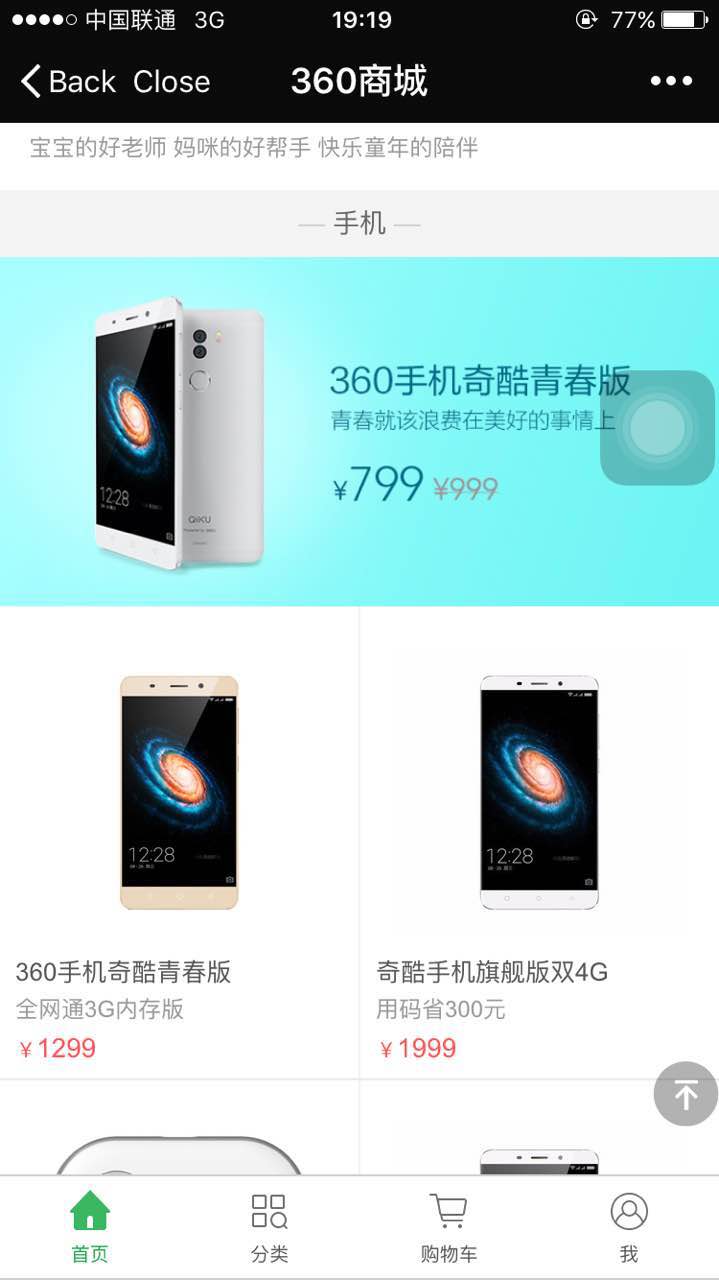 中国联通 3G 19:19 77%
Back Close 360商城
宝宝的好老师 妈咪的好帮手 快乐童年的陪伴
手机
360手机奇酷青春版
青春就该浪费在美好的事情上
¥799 ¥999
12:28
QiKU
12:28
12:28
360手机奇酷青春版
全网通3G内存版
¥1299
奇酷手机旗舰版双4G
用码省300元
¥1999
首页
分类
购物车
我